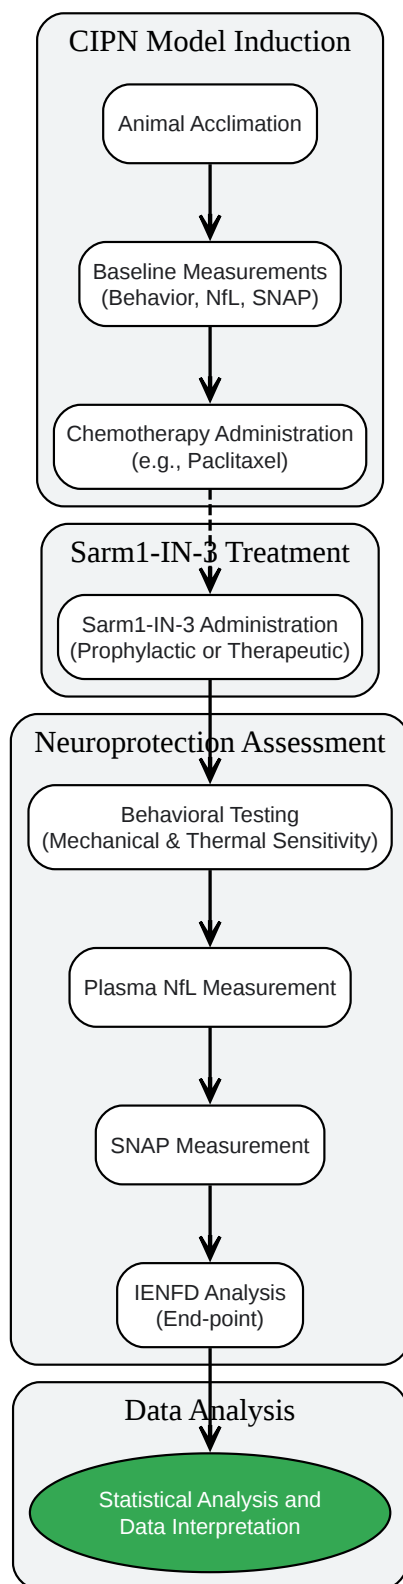 CIPN Model Induction
Animal Acclimation
Baseline Measurements
(Behavior, NfL, SNAP)
Chemotherapy Administration
(e.g., Paclitaxel)
Sarm1-IN-3 Treatment
Sarm1-IN-3 Administration
(Prophylactic or Therapeutic)
Neuroprotection Assessment
Behavioral Testing
(Mechanical & Thermal Sensitivity)
Plasma NfL Measurement
SNAP Measurement
IENFD Analysis
(End-point)
Data Analysis
Statistical Analysis and
Data Interpretation